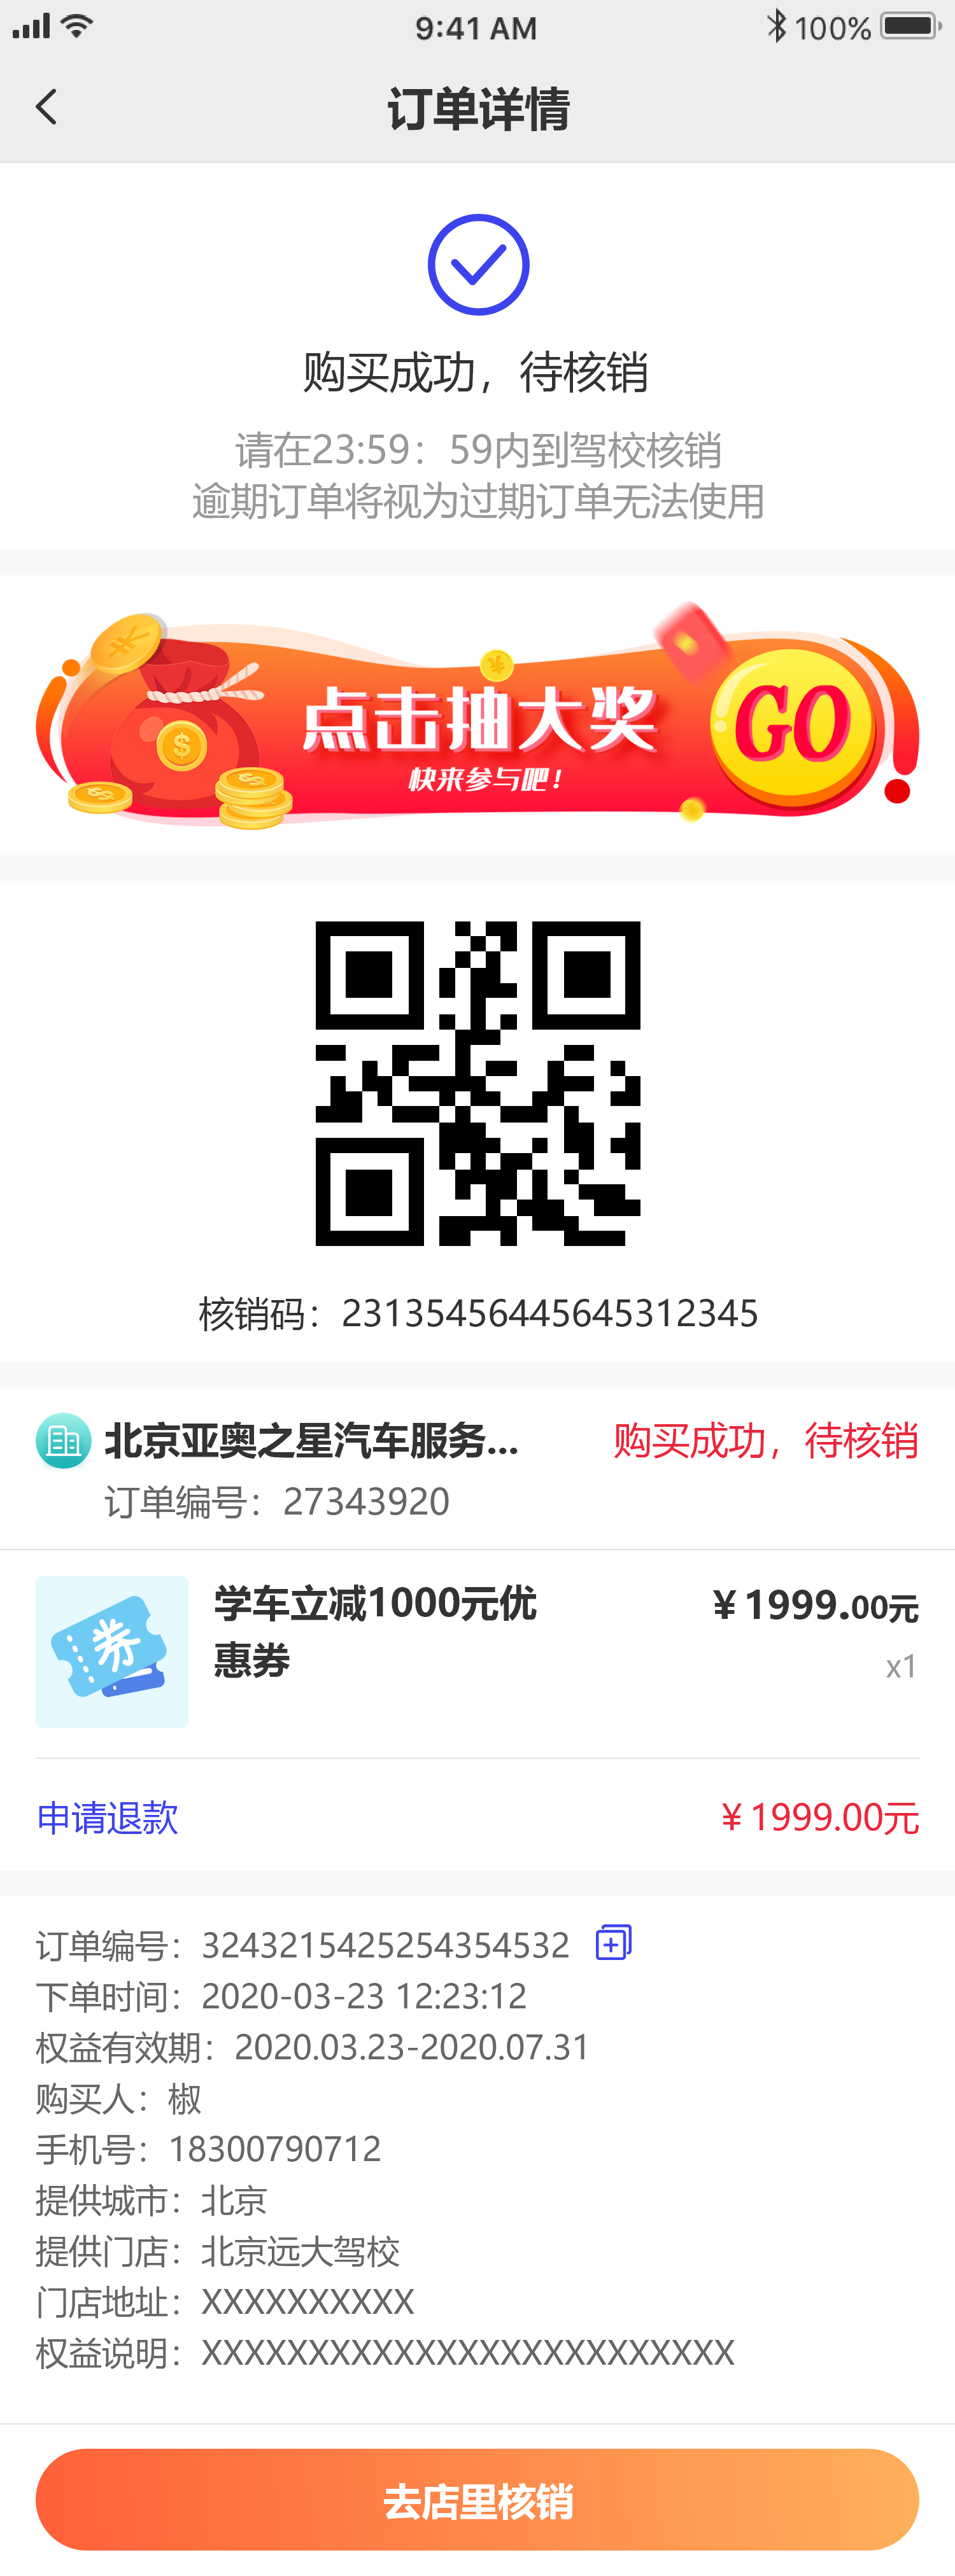 9:41 AM
100%
订单详情
购买成功，待核销
请在23:59：59内到驾校核销
逾期订单将视为过期订单无法使用
点击抽大奖
GO
快来参与吧！
核销码：23135456445645312345
北京亚奥之星汽车服务...
购买成功，待核销
订单编号：27343920
券
学车立减1000元优
惠券
¥1999.00元
x1
申请退款
¥1999.00元
订单编号：3243215425254354532
下单时间：2020-03-23 12:23:12
权益有效期：2020.03.23-2020.07.31
购买人：椒
手机号：18300790712
提供城市：北京
提供门店：北京远大驾校
门店地址：XXXXXXXXXX
权益说明：XXXXXXXXXXXXXXXXXXXXXXXXX
去店里核销